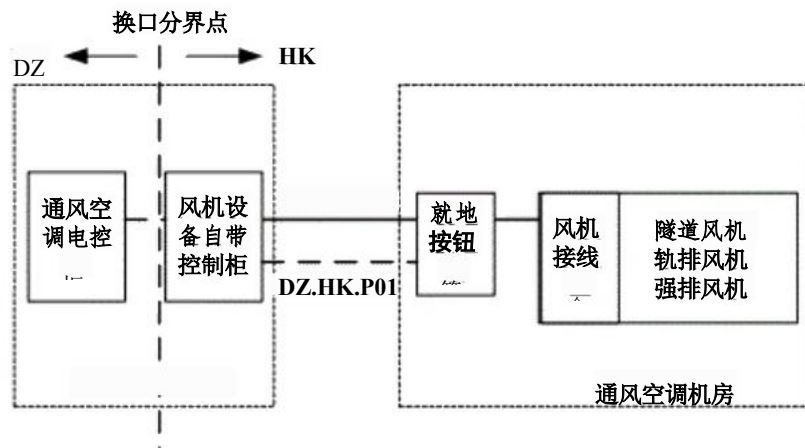 换口分界点
DZ
HK
通风空
调电控
风机设
备自带
控制柜
就地
按钮
风机
接线
隧道风机
轨排风机
强排风机
DZ.HK.P01
通风空调机房